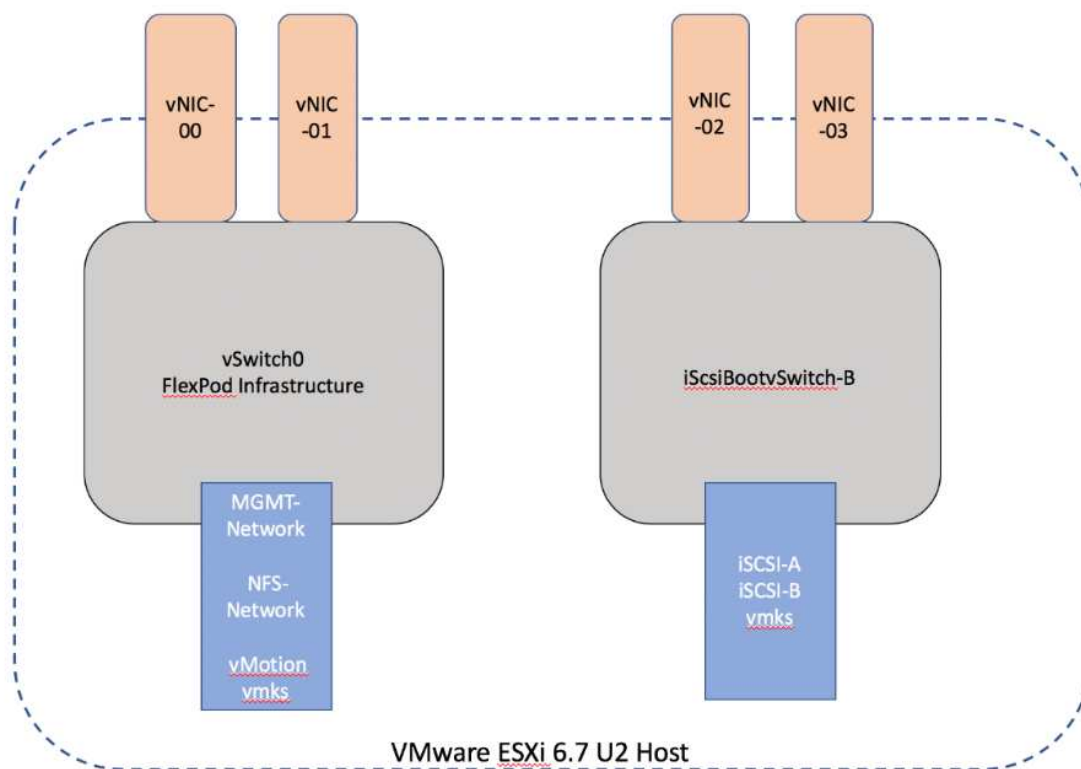 vNIC-
00
vNIC
-01
vNIC
-02
vNIC
-03
vSwitch0
FlexPod Infrastructure
iScsiBootvSwitch-B
MGMT-
Network
NFS-
Network
vMotion
vmks
iSCSI-A
iSCSI-B
vmks
VMware ESXi 6.7 U2 Host